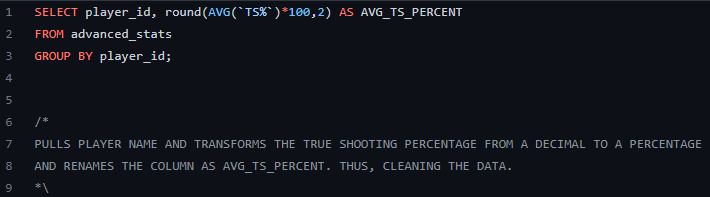 1 SELECT player_id, round(AVG(`TS%`)*100,2) AS AVG_TS_PERCENT
2 FROM advanced_stats
3 GROUP BY player_id;
4
5
6 /*
7 PULLS PLAYER NAME AND TRANSFORMS THE TRUE SHOOTING PERCENTAGE FROM A DECIMAL TO A PERCENTAGE
8 AND RENAMES THE COLUMN AS AVG_TS_PERCENT. THUS, CLEANING THE DATA.
9 *\